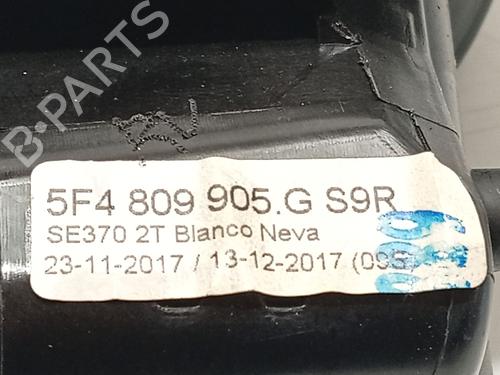 B-PARTS
5F4 809 905.G S9R
SE370 2T Blanco Neva
23-11-2017 / 13-12-2017